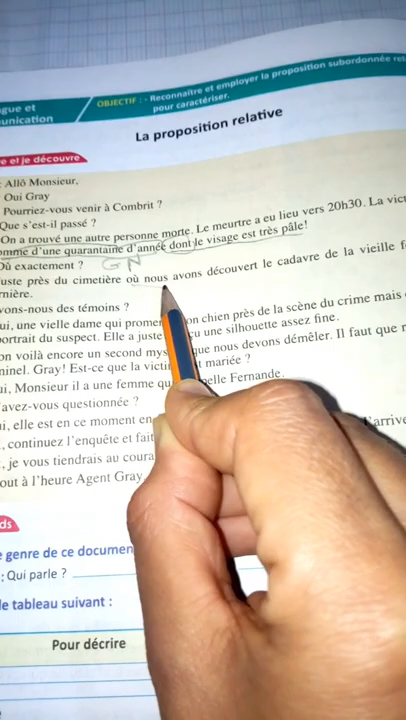 gue et
unication
OBJECTIF : - Reconnaître et employer la proposition subordonnée rel
pour caractériser.
La proposition relative
e et je découvre
: Allô Monsieur,
Oui Gray
Pourriez-vous venir à Combrit ?
Que s'est-il passé ?
On a trouvé une autre personne morte. Le meurtre a eu lieu vers 20h30. La vict
omme d'une quarantaine d'année dont le visage est très pâle!
GN
Où exactement ?
uste près du cimetière où nous avons découvert le cadavre de la vieille f
rnière.
vons-nous des témoins ?
ui, une vieille dame qui promen on chien près de la scène du crime mais
portrait du suspect. Elle a juste u une silhouette assez fine.
on voilà encore un second mys que nous devons démêler. Il faut que
minel. Gray! Est-ce que la victi t mariée ?
ui, Monsieur il a une femme qu pelle Fernande.
avez-vous questionnée ?
ui, elle est en ce moment en arrive
, continuez l'enquête et fait
, je vous tiendrais au coura
out à l'heure Agent Gray
ds
e genre de ce documen
: Qui parle ?
le tableau suivant :
Pour décrire